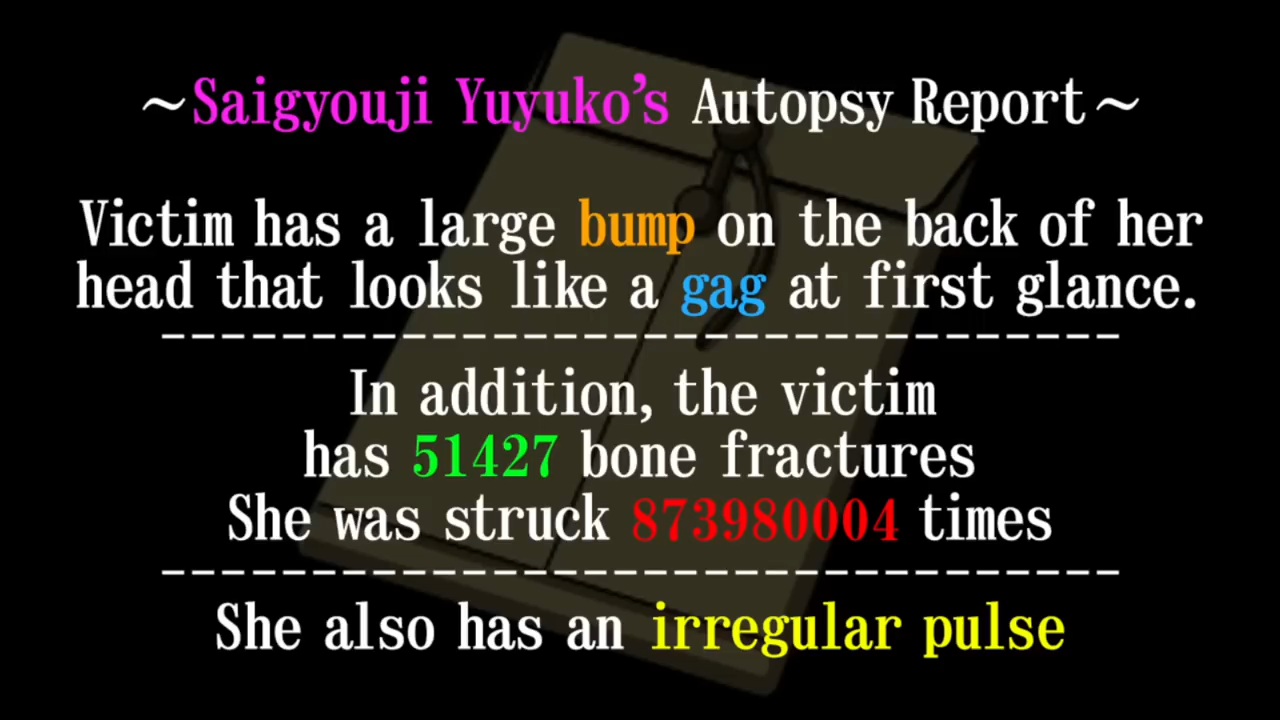 ~Saigyouji Yuyuko's Autopsy Report~
Victim has a large bump on the back of her
head that looks like a gag at first glance.
In addition, the victim
has 51427 bone fractures
She was struck 873980004 times
She also has an irregular pulse